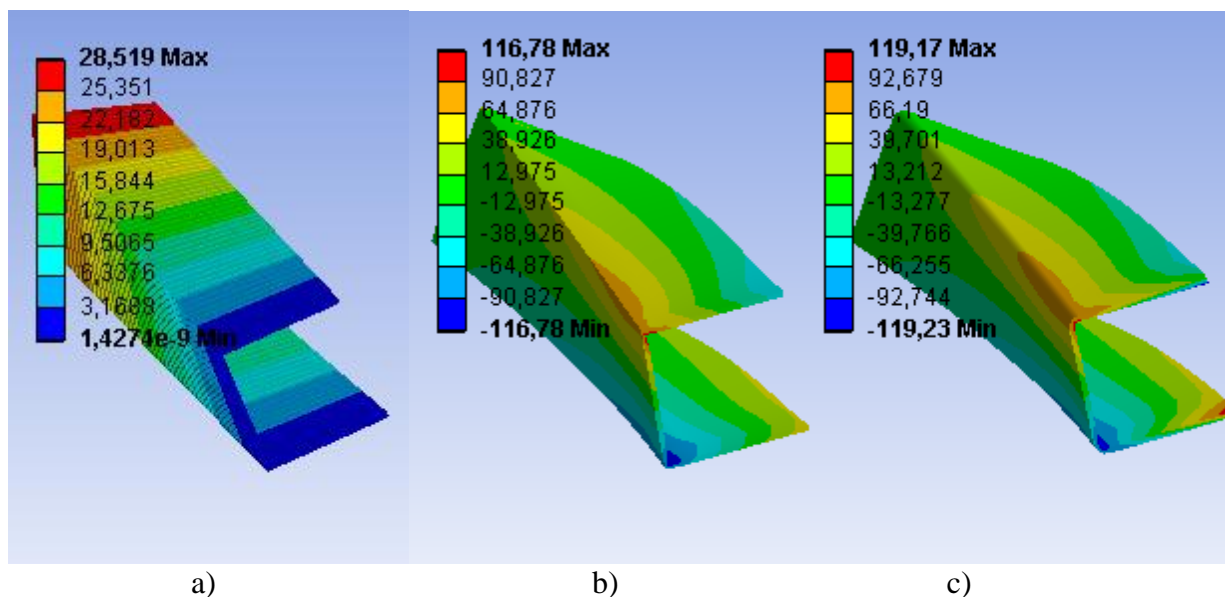 28,519 Max
25,351
22,182
19,013
15,844
12,675
9,5065
6,3376
3,1688
1,4274e-9 Min
116,78 Max
90,827
64,876
38,926
12,975
-12,975
-38,926
-64,876
-90,827
-116,78 Min
119,17 Max
92,679
66,19
39,701
13,212
-13,277
-39,766
-66,255
-92,744
-119,23 Min
a)
b)
c)